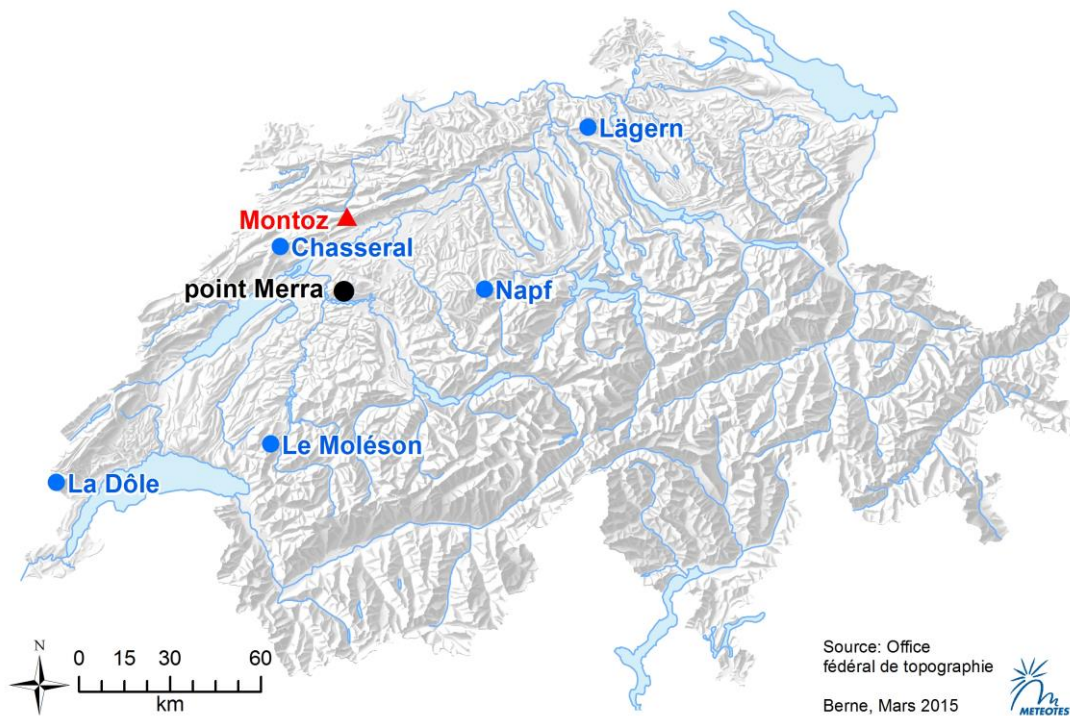 Lägern
Montoz
Chasseral
point Merra
Napf
Le Moléson
La Dôle
N
0 15 30 60
km
Source: Office
fédéral de topographie
Berne, Mars 2015
METEOTEST